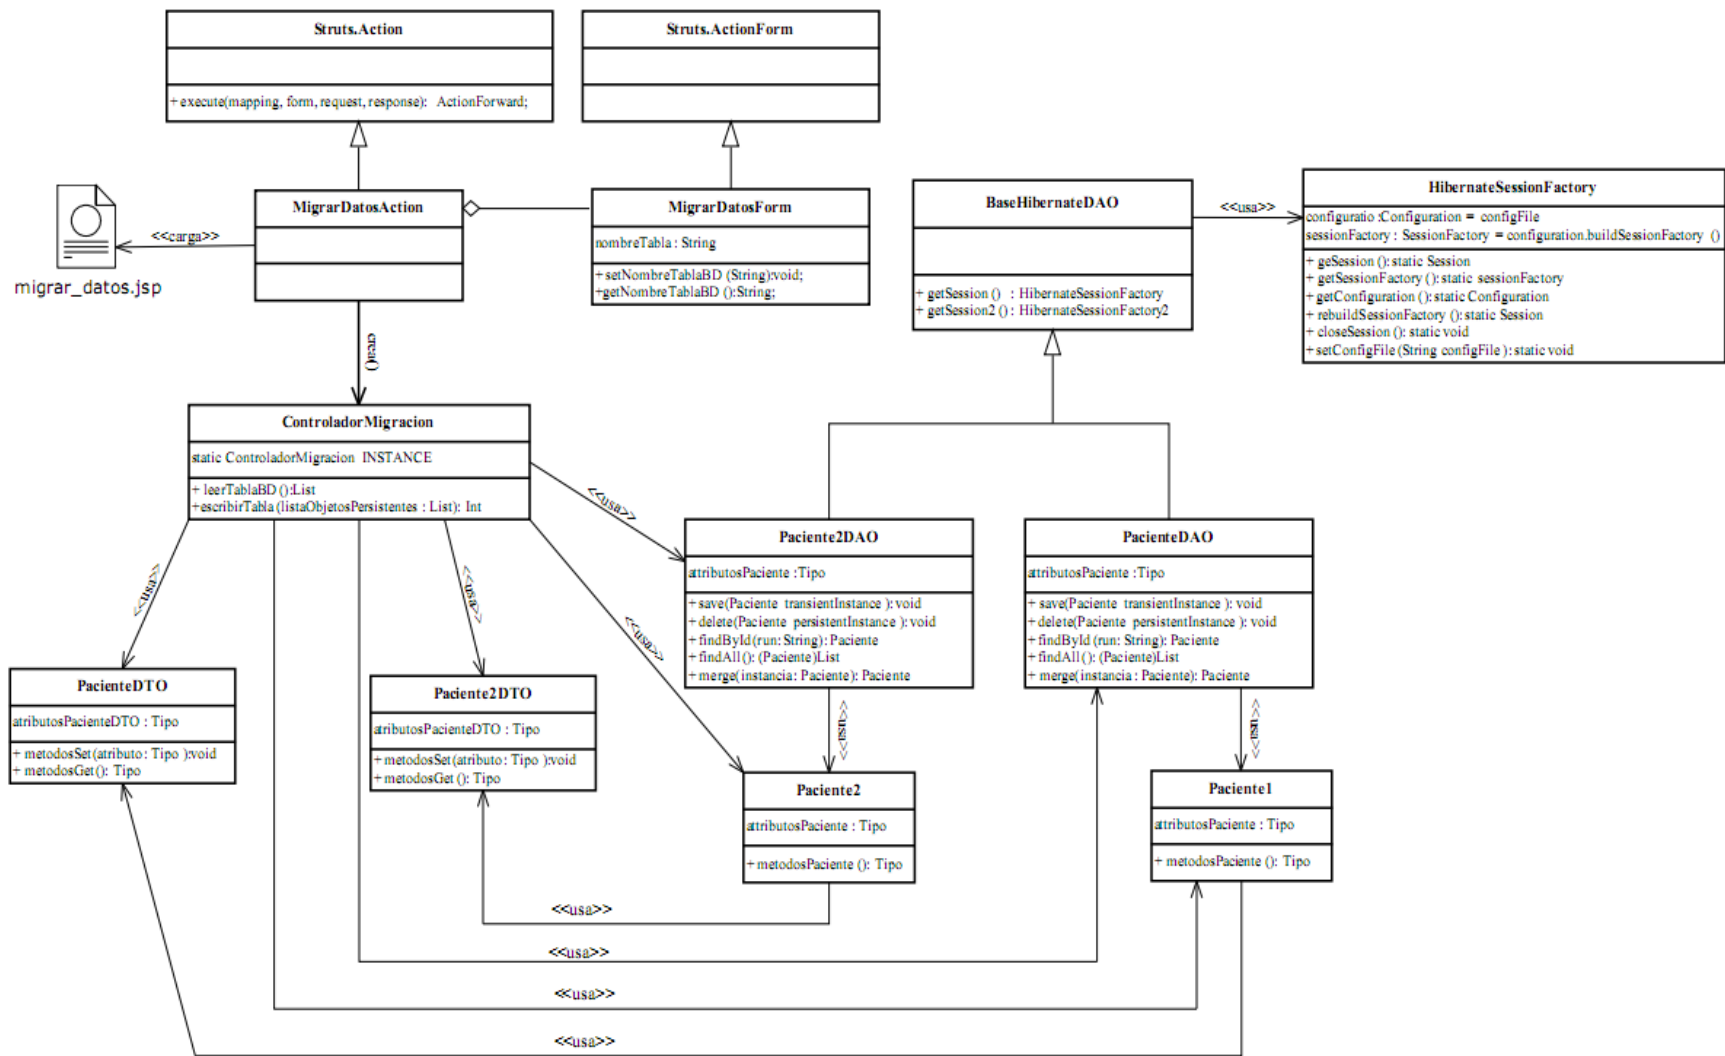 Struts.Action
+ execute(mapping, form, request, response): ActionForward;
Struts.ActionForm
migrar_datos.jsp
<<carga>>
MigrarDatosAction
MigrarDatosForm
nombreTabla : String
+ setNombreTablaBD (String):void;
+getNombreTablaBD ():String;
BaseHibernateDAO
+ getSession() : HibernateSessionFactory
+ getSession2 () : HibernateSessionFactory2
<<usa>>
HibernateSessionFactory
configuratio :Configuration = configFile
sessionFactory : SessionFactory = configuration.buildSessionFactory ()
+ geSession (): static Session
+ getSessionFactory (): static sessionFactory
+ getConfiguration (): static Configuration
+ rebuildSessionFactory (): static Session
+ closeSession (): static void
+ setConfigFile (String configFile ): static void
crea()
ControladorMigracion
static ControladorMigracion INSTANCE
+ leerTablaBD ():List
+escribirTabla (listaObjetosPersistentes : List): Int
<<usa>>
<<usa>>
<<usa>>
<<usa>>
Paciente2DAO
attributosPaciente :Tipo
+ save(Paciente transientInstance ): void
+ delete(Paciente persistentInstance ): void
+ findById (run: String): Paciente
+ findAll (): (Paciente)List
+ merge(instancia : Paciente): Paciente
PacienteDAO
attributosPaciente :Tipo
+ save(Paciente transientInstance ): void
+ delete(Paciente persistentInstance ): void
+ findById (run: String): Paciente
+ findAll (): (Paciente)List
+ merge(instancia : Paciente): Paciente
PacienteDTO
atributosPacienteDTO : Tipo
+ metodosSet(atributo: Tipo ):void
+ metodosGet(): Tipo
Paciente2DTO
atributosPacienteDTO : Tipo
+ metodosSet(atributo: Tipo ):void
+ metodosGet (): Tipo
<<usa>>
<<usa>>
Paciente2
attributosPaciente : Tipo
+ metodosPaciente (): Tipo
Paciente1
attributosPaciente : Tipo
+ metodosPaciente (): Tipo
<<usa>>
<<usa>>
<<usa>>
<<usa>>